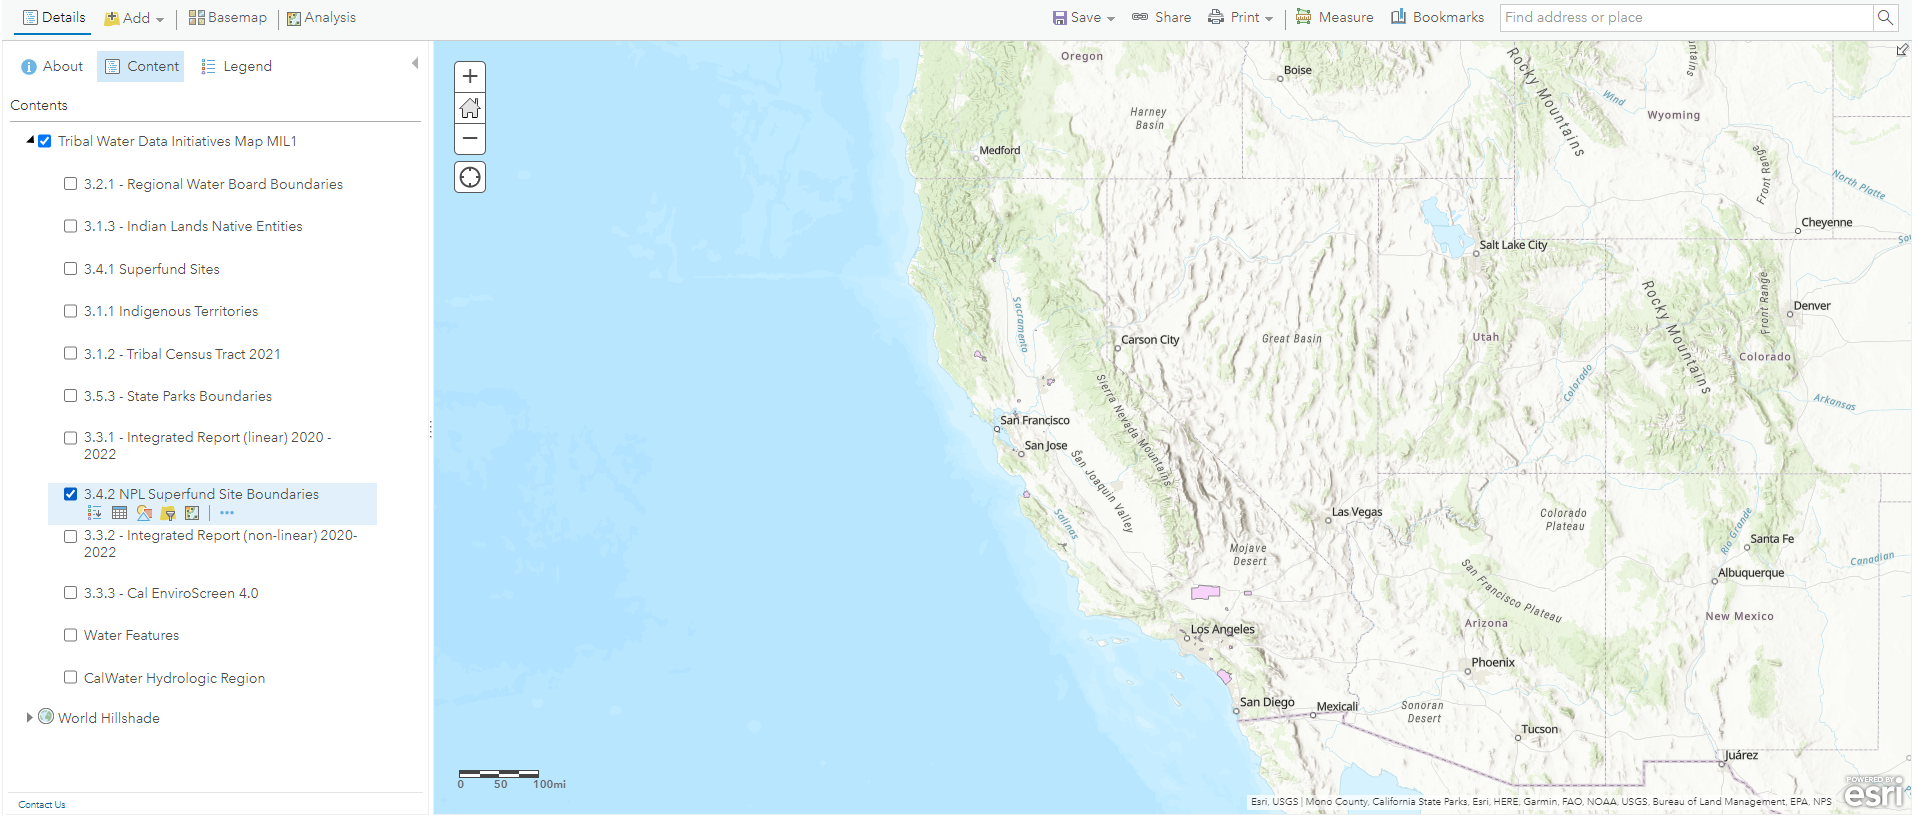 Details
Add
Basemap
Analysis
Save
Share
Print
Measure
Bookmarks
Find address or place
About
Content
Legend
Contents
Tribal Water Data Initiatives Map MIL1
3.2.1 - Regional Water Board Boundaries
3.1.3 - Indian Lands Native Entities
3.4.1 Superfund Sites
3.1.1 Indigenous Territories
3.1.2 - Tribal Census Tract 2021
3.5.3 - State Parks Boundaries
3.3.1 - Integrated Report (linear) 2020 -
2022
3.4.2 NPL Superfund Site Boundaries
3.3.2 - Integrated Report (non-linear) 2020-
2022
3.3.3 - Cal EnviroScreen 4.0
Water Features
CalWater Hydrologic Region
World Hillshade
Contact Us
+
−
Oregon
Boise
Rocky Mountains
Wind
Wyoming
Harney
Basin
Medford
Front Range
North Platte
Cheyenne
Salt Lake City
Rocky Mountains
Front Range
Denver
Sacramento
Carson City
Great Basin
Utah
Colorado
Colorado
Arkansas
Sierra Nevada Mountains
San Francisco
San Jose
San Joaquin Valley
Salinas
Las Vegas
Colorado
Plateau
Rio Grande
Santa Fe
Mojave
Desert
Canadian
Albuquerque
San Francisco Plateau
New Mexico
Arizona
Los Angeles
Phoenix
San Diego
Mexicali
Sonoran
Desert
Tucson
Juárez
0 50 100mi
Esri, USGS | Mono County, California State Parks, Esri, HERE, Garmin, FAO, NOAA, USGS, Bureau of Land Management, EPA, NPS
POWERED BY
esri